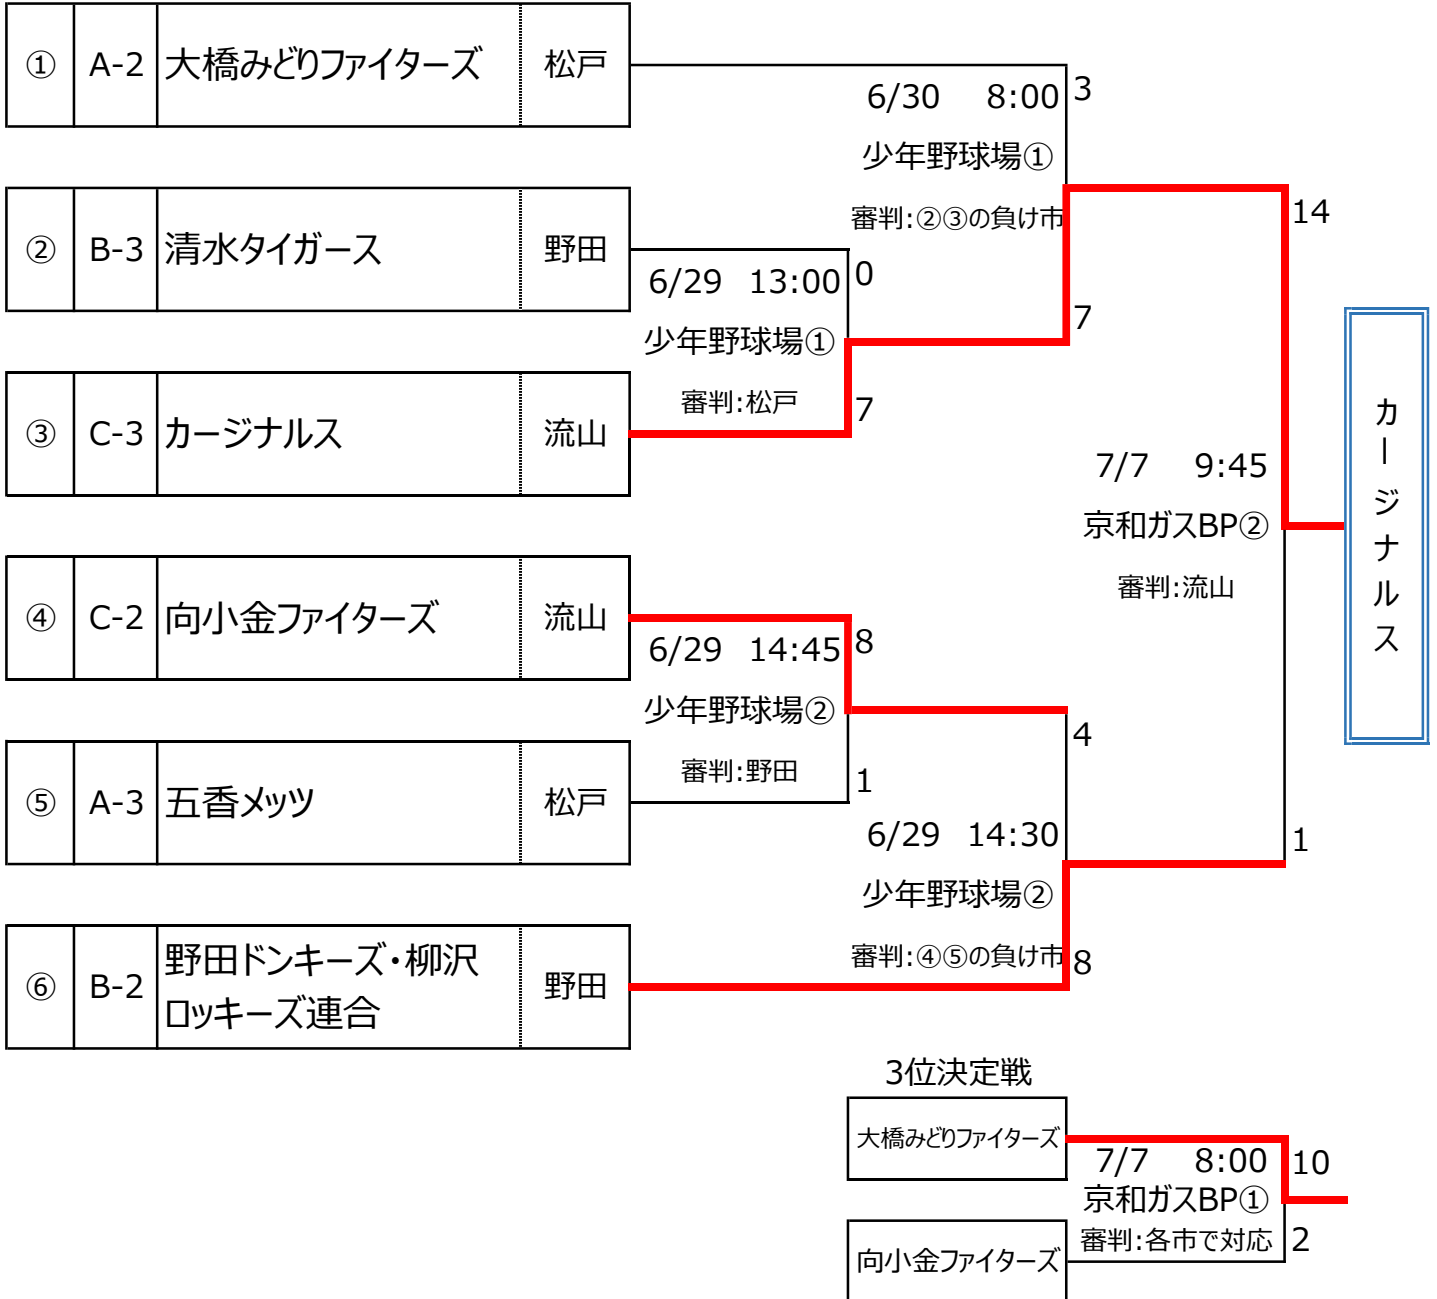 ① A-2 大橋みどりファイターズ 松戸
6/30 8:00 3
少年野球場①
審判:②③の負け市
14
② B-3 清水タイガース 野田
6/29 13:00 0
少年野球場①
審判:松戸
7
7
③ C-3 カージナルス 流山
7/7 9:45
京和ガスBP②
審判:流山
カージナルス
④ C-2 向小金ファイターズ 流山
6/29 14:45 8
少年野球場②
審判:野田
1
4
⑤ A-3 五香メッツ 松戸
6/29 14:30
少年野球場②
審判:④⑤の負け市
8
1
⑥ B-2 野田ドンキーズ・柳沢
ロッキーズ連合 野田
3位決定戦
大橋みどりファイターズ
7/7 8:00 10
京和ガスBP①
審判:各市で対応 2
向小金ファイターズ